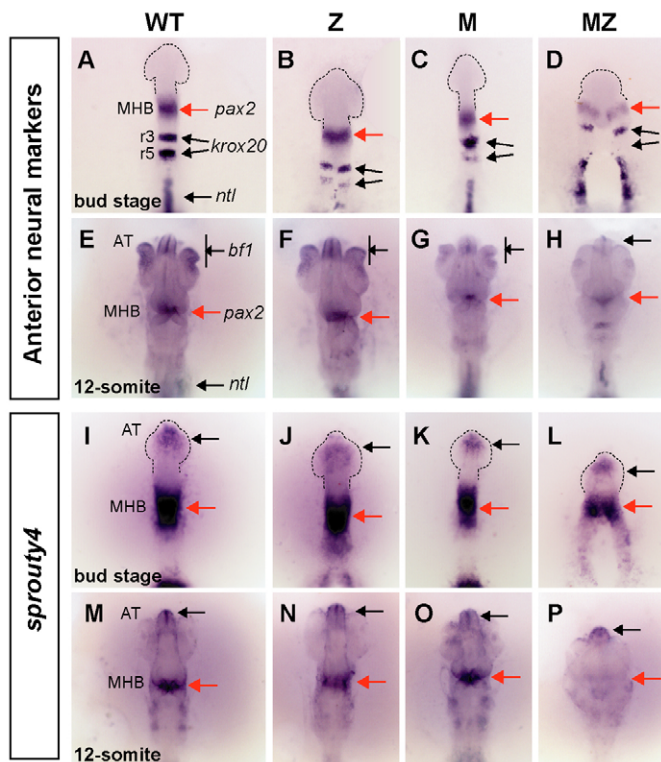 WT Z M MZ
Anterior neural markers
A B C D
MHB pax2
r3
krox20
r5
ntl
bud stage
E F G H
AT bf1
MHB pax2
ntl
12-somite
sprouty4
I J K L
AT
MHB
bud stage
M N O P
AT
MHB
12-somite